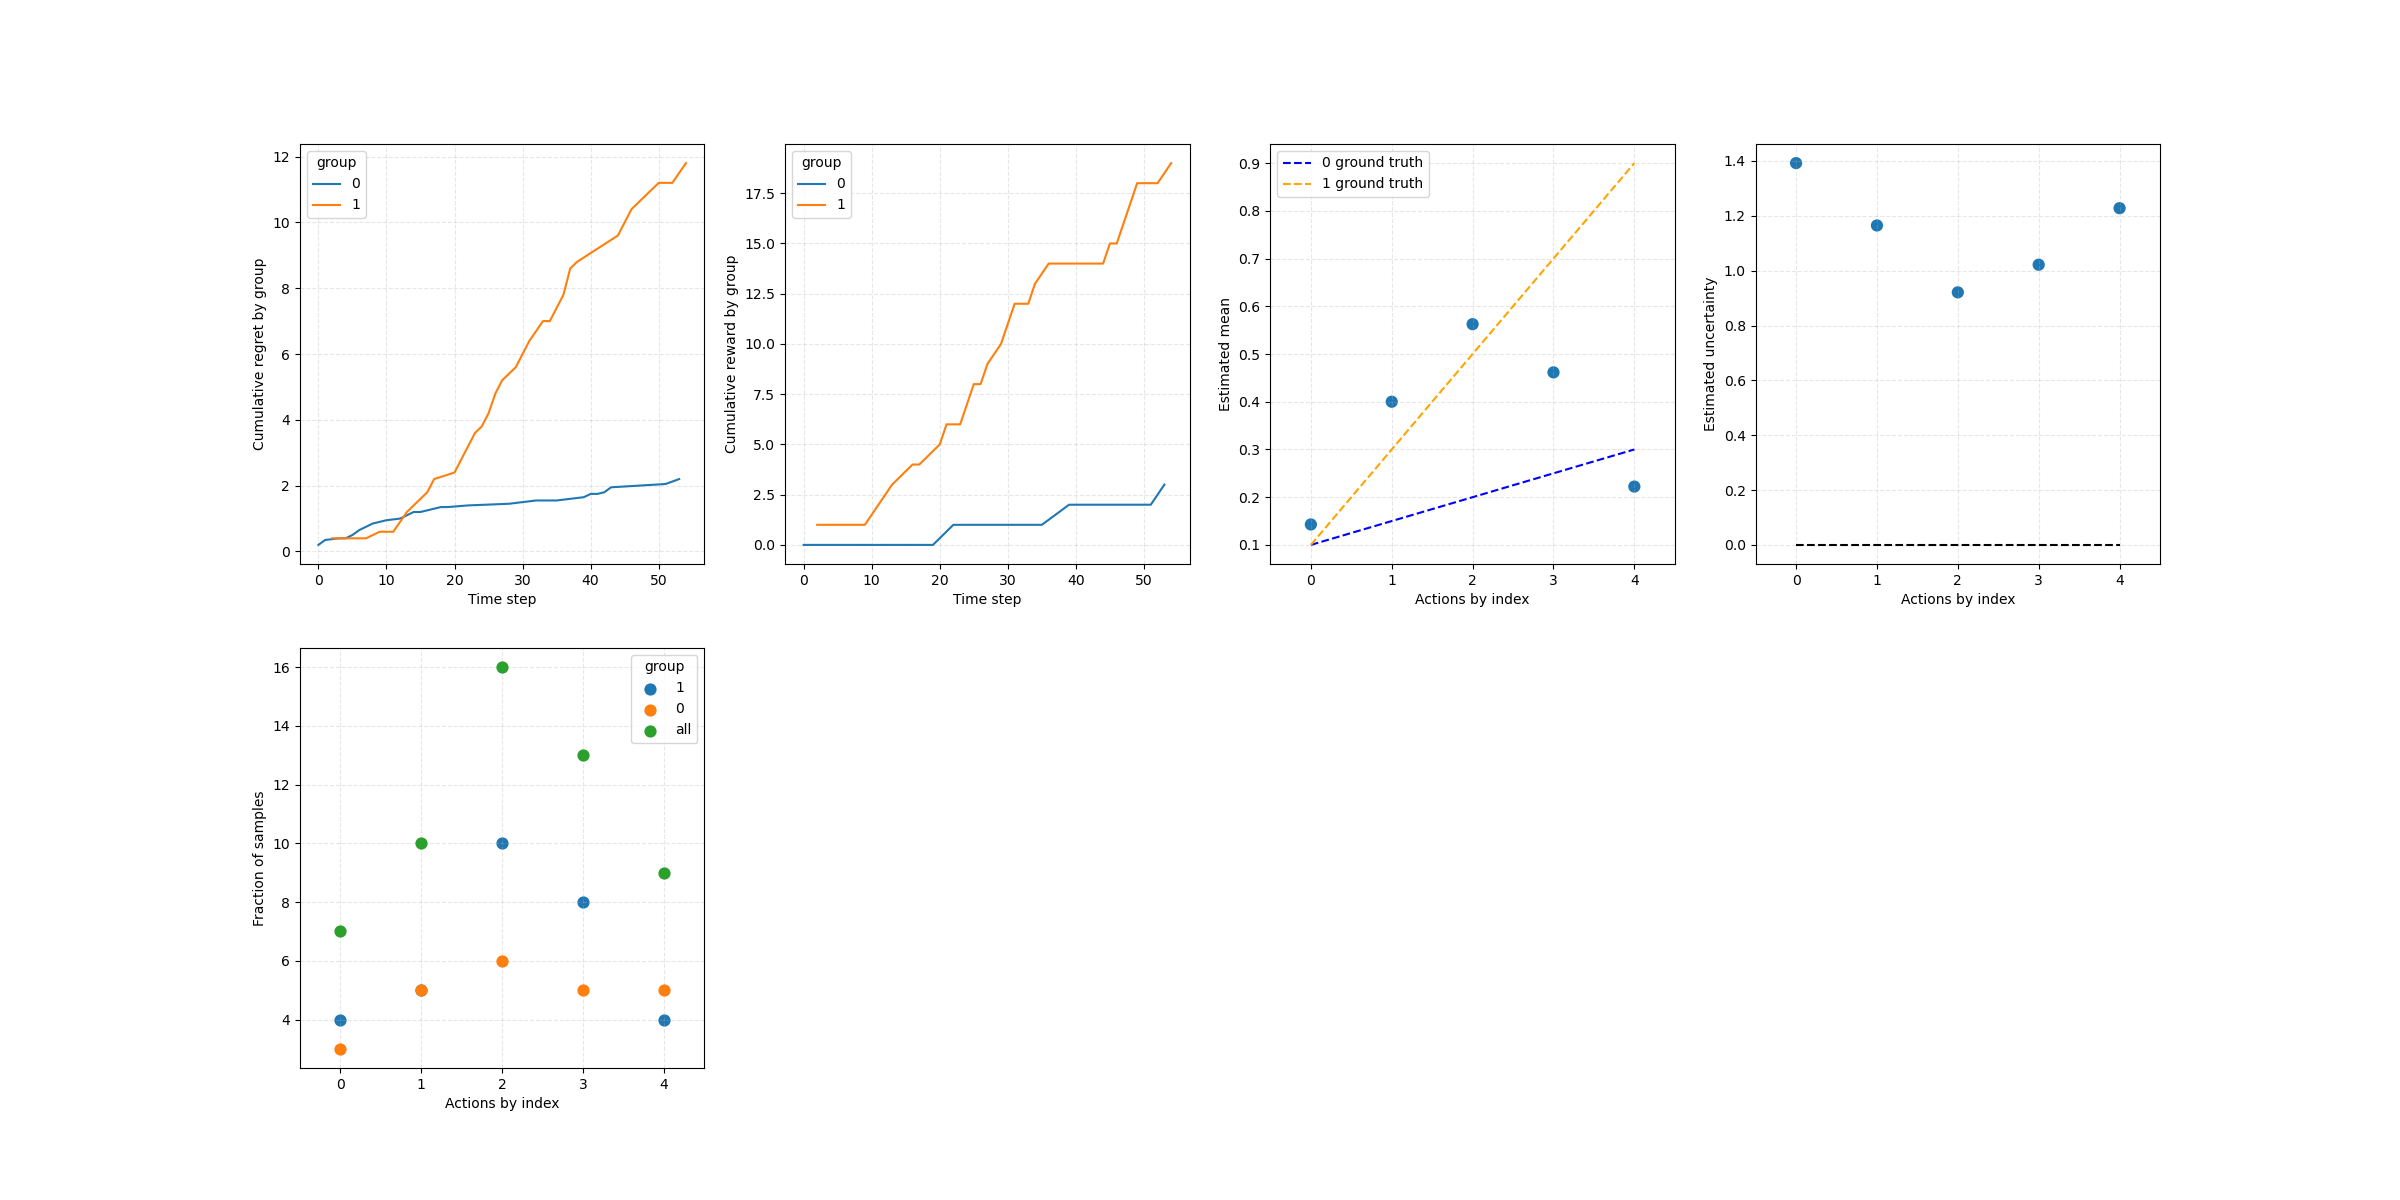 group
0
1
12
10
8
6
4
2
0
Cumulative regret by group
0 10 20 30 40 50
Time step
group
0
1
17.5
15.0
12.5
10.0
7.5
5.0
2.5
0.0
Cumulative reward by group
0 10 20 30 40 50
Time step
0 ground truth
1 ground truth
0.9
0.8
0.7
0.6
0.5
0.4
0.3
0.2
0.1
Estimated mean
0 1 2 3 4
Actions by index
1.4
1.2
1.0
0.8
0.6
0.4
0.2
0.0
Estimated uncertainty
0 1 2 3 4
Actions by index
group
1
0
all
16
14
12
10
8
6
4
Fraction of samples
0 1 2 3 4
Actions by index